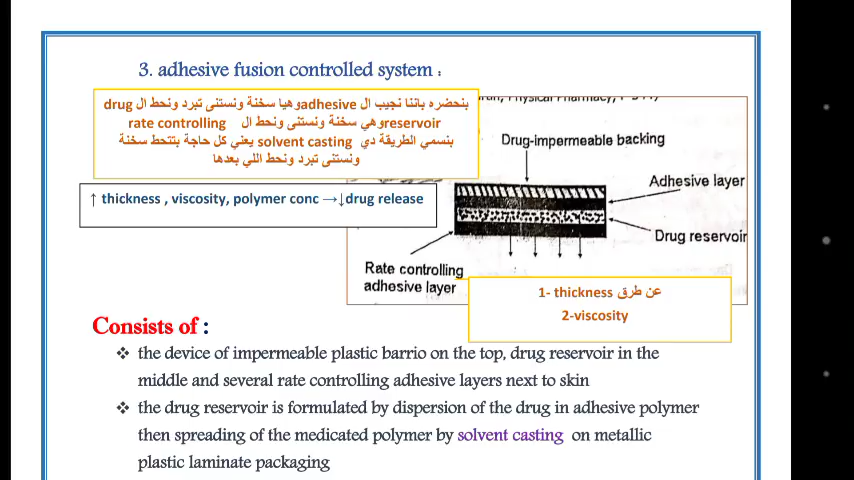 3. adhesive fusion controlled system :
بنحضره بأننا نجيب ال adhesive وهيا سخنة ونستنى تبرد ونحط ال drug
reservoir وهي سخنة ونستنى ونحط ال rate controlling
بنسمي الطريقة دي solvent casting يعني كل حاجة بتتحط سخنة
ونستنى تبرد ونحط اللي بعدها
Physical Pharmacy,
Drug-impermeable backing
Adhesive layer
↑ thickness , viscosity, polymer conc →↓drug release
Drug reservoir
Rate controlling
adhesive layer
1- thickness عن طرق
2-viscosity
Consists of :
❖ the device of impermeable plastic barrio on the top, drug reservoir in the
middle and several rate controlling adhesive layers next to skin
❖ the drug reservoir is formulated by dispersion of the drug in adhesive polymer
then spreading of the medicated polymer by solvent casting on metallic
plastic laminate packaging